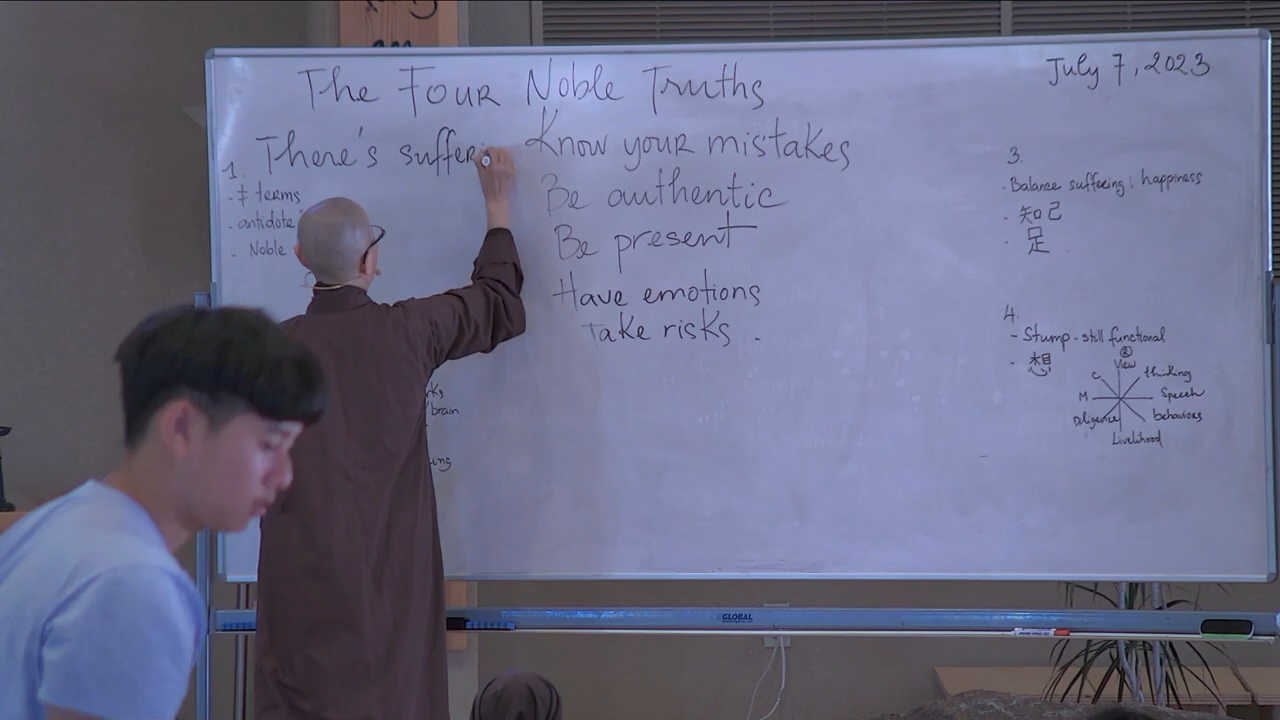 The Four Noble Truths
July 7, 2023
There's suffer
Know your mistakes
Be authentic
Be present
Have emotions
Take risks .
1.
- ‡ terms
- antidote
- Noble
brain
3.
. Balance suffering : happiness
. 知己
. 足
4.
- Stump - still functional
- 想
View
thinking
Speech
behaviors
Livelihood
Diligence
M
C
GLOBAL